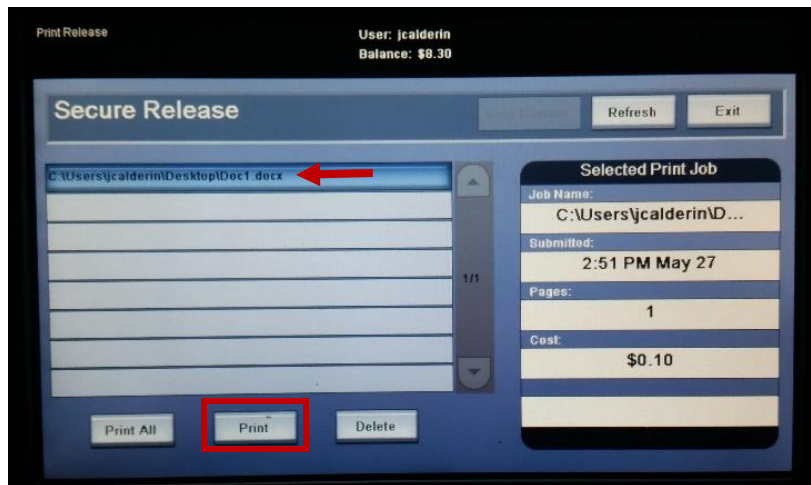 Print Release
User: jcalderin
Balance: $8.30
Secure Release
Refresh
Exit
C:\Users\jcalderin\Desktop\Doc1.docx
1/1
Selected Print Job
Job Name:
C:\Users\jcalderin\D...
Submitted:
2:51 PM May 27
Pages:
1
Cost:
$0.10
Print All
Print
Delete